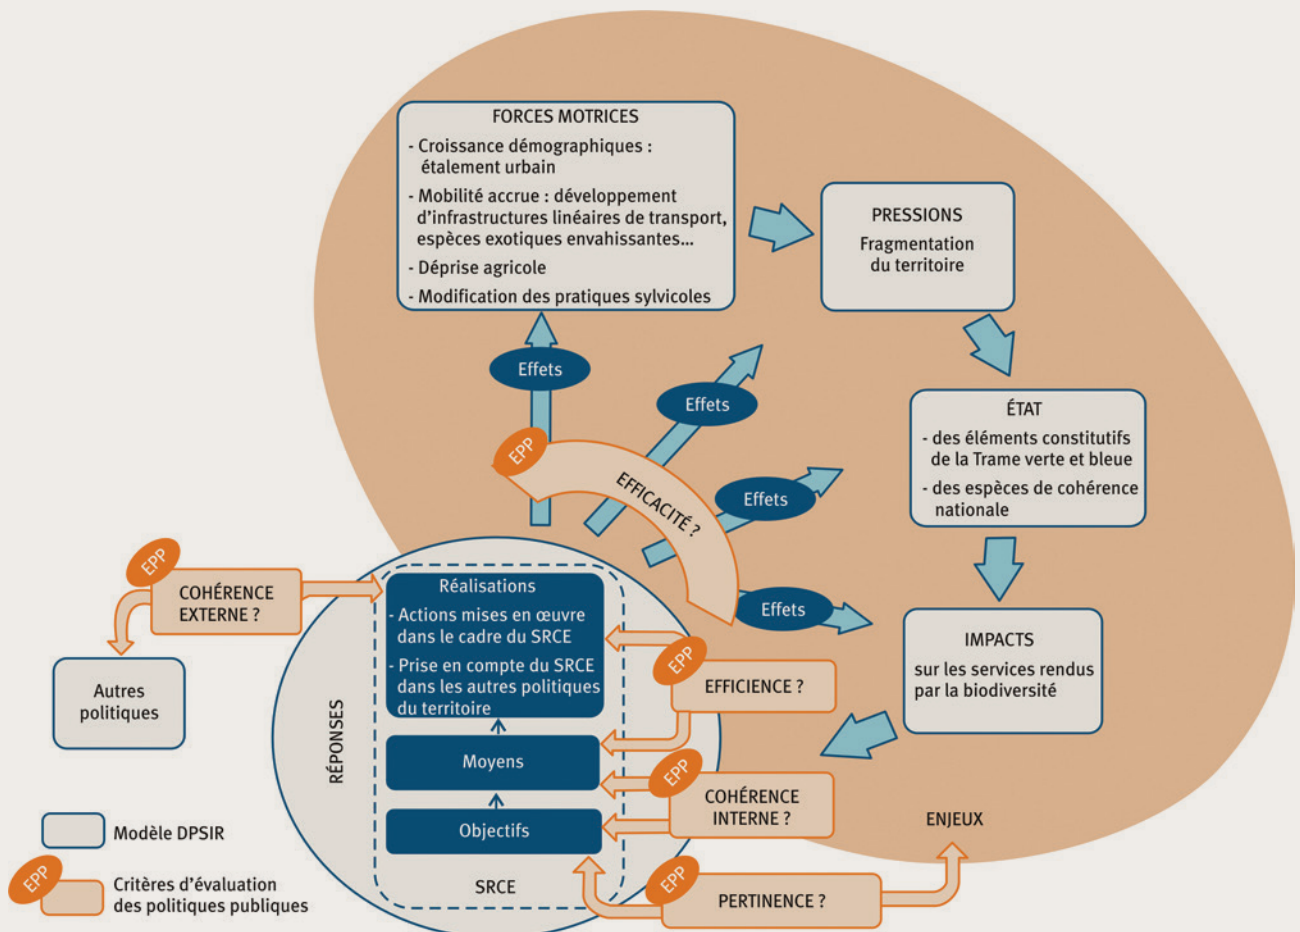 FORCES MOTRICES
- Croissance démographiques :
étalement urbain
- Mobilité accrue : développement
d’infrastructures linéaires de transport,
espèces exotiques envahissantes...
- Déprise agricole
- Modification des pratiques sylvicoles
PRESSIONS
Fragmentation
du territoire
ÉTAT
- des éléments constitutifs
de la Trame verte et bleue
- des espèces de cohérence
nationale
IMPACTS
sur les services rendus
par la biodiversité
Effets
Effets
Effets
Effets
EPP
EFFICACITÉ ?
EPP
COHÉRENCE
EXTERNE ?
Autres
politiques
RÉPONSES
Réalisations
- Actions mises en œuvre
dans le cadre du SRCE
- Prise en compte du SRCE
dans les autres politiques
du territoire
Moyens
Objectifs
SRCE
EPP
EFFICIENCE ?
EPP
COHÉRENCE
INTERNE ?
EPP
PERTINENCE ?
ENJEUX
Modèle DPSIR
EPP
Critères d’évaluation
des politiques publiques